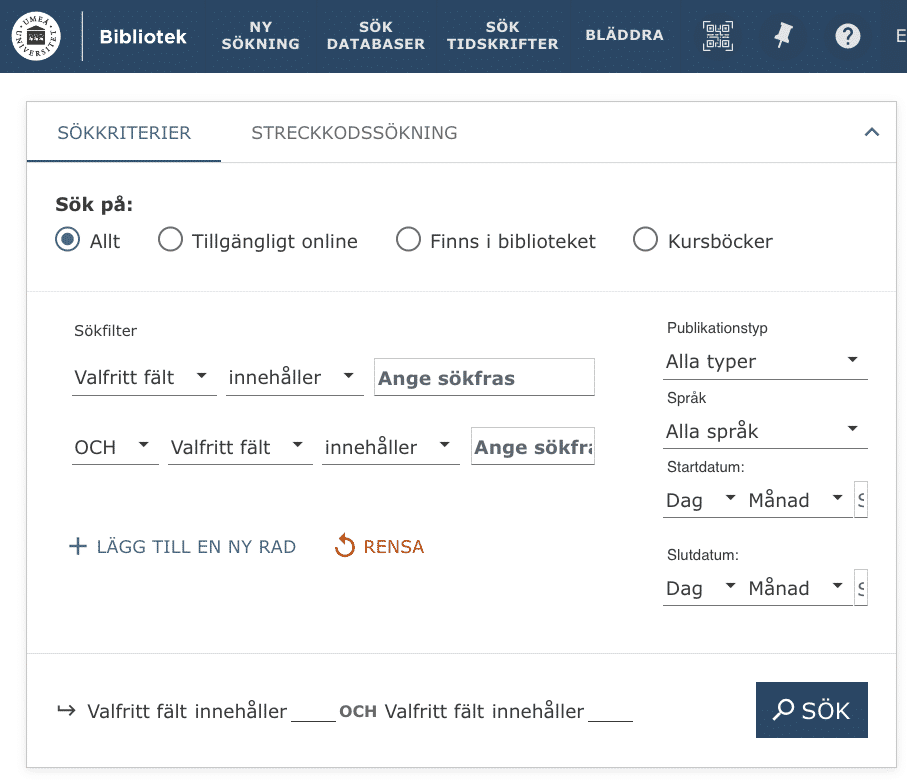 UMEÅ UNIVERSITET
Bibliotek
NY SÖKNING
SÖK DATABASER
SÖK TIDSKRIFTER
BLÄDDRA
?
E
SÖKKRITERIER
STRECKKODSSÖKNING
Sök på:
Allt
Tillgängligt online
Finns i biblioteket
Kursböcker
Sökfilter
Valfritt fält innehåller Ange sökfras
OCH Valfritt fält innehåller Ange sökfra
+ LÄGG TILL EN NY RAD
RENSA
Publikationstyp
Alla typer
Språk
Alla språk
Startdatum:
Dag Månad
Slutdatum:
Dag Månad
Valfritt fält innehåller ____ OCH Valfritt fält innehåller ____
SÖK